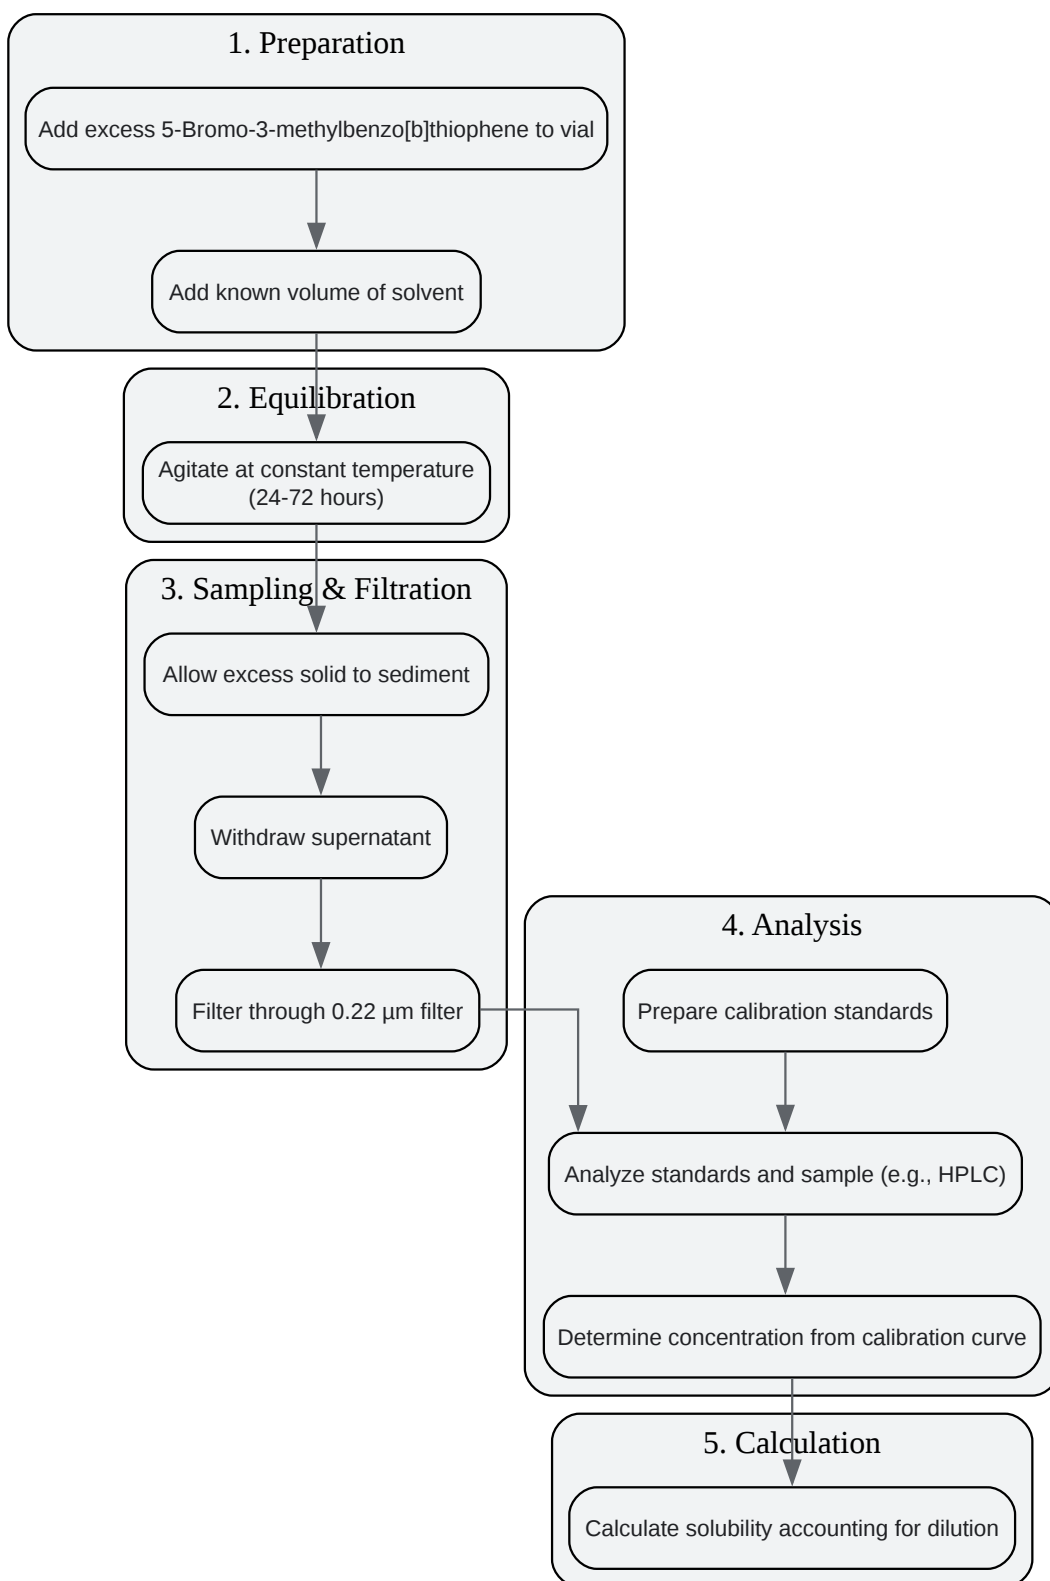 1. Preparation
Add excess 5-Bromo-3-methylbenzo[b]thiophene to vial
Add known volume of solvent
2. Equilibration
Agitate at constant temperature
(24-72 hours)
3. Sampling & Filtration
Allow excess solid to sediment
Withdraw supernatant
Filter through 0.22 µm filter
4. Analysis
Prepare calibration standards
Analyze standards and sample (e.g., HPLC)
Determine concentration from calibration curve
5. Calculation
Calculate solubility accounting for dilution